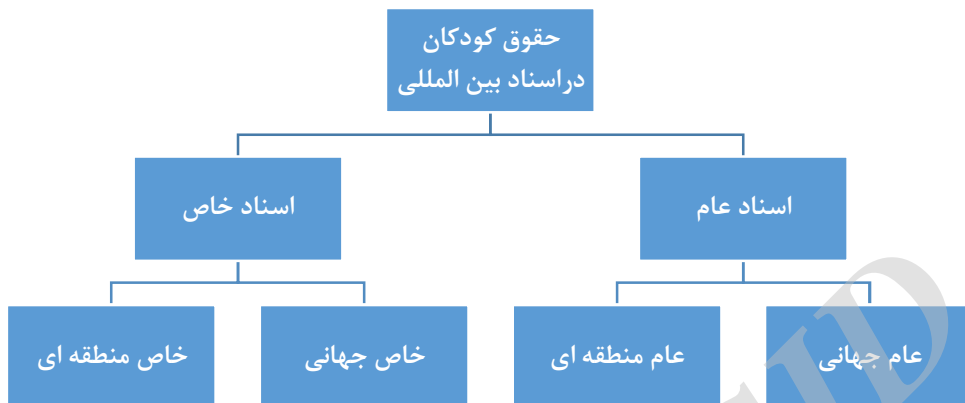 حقوق کودکان
دراسناد بین المللی
اسناد عام
اسناد خاص
عام جهانی
عام منطقه ای
خاص جهانی
خاص منطقه ای